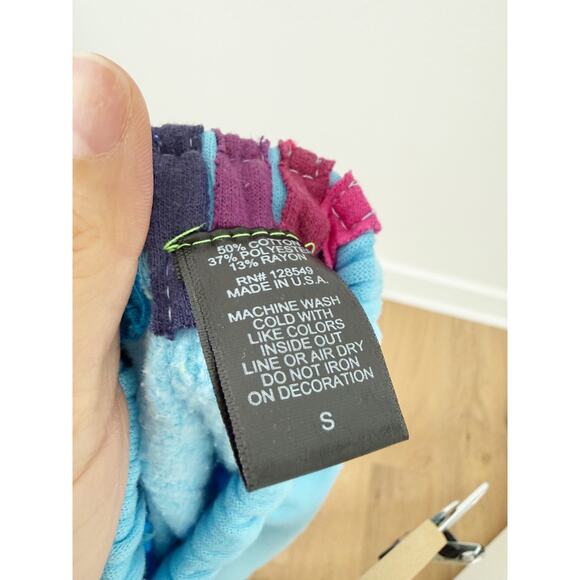 50% COTTON
37% POLYESTER
13% RAYON
RN# 128549
MADE IN U.S.A.
MACHINE WASH
COLD WITH
LIKE COLORS
INSIDE OUT
LINE OR AIR DRY
DO NOT IRON
ON DECORATION
S